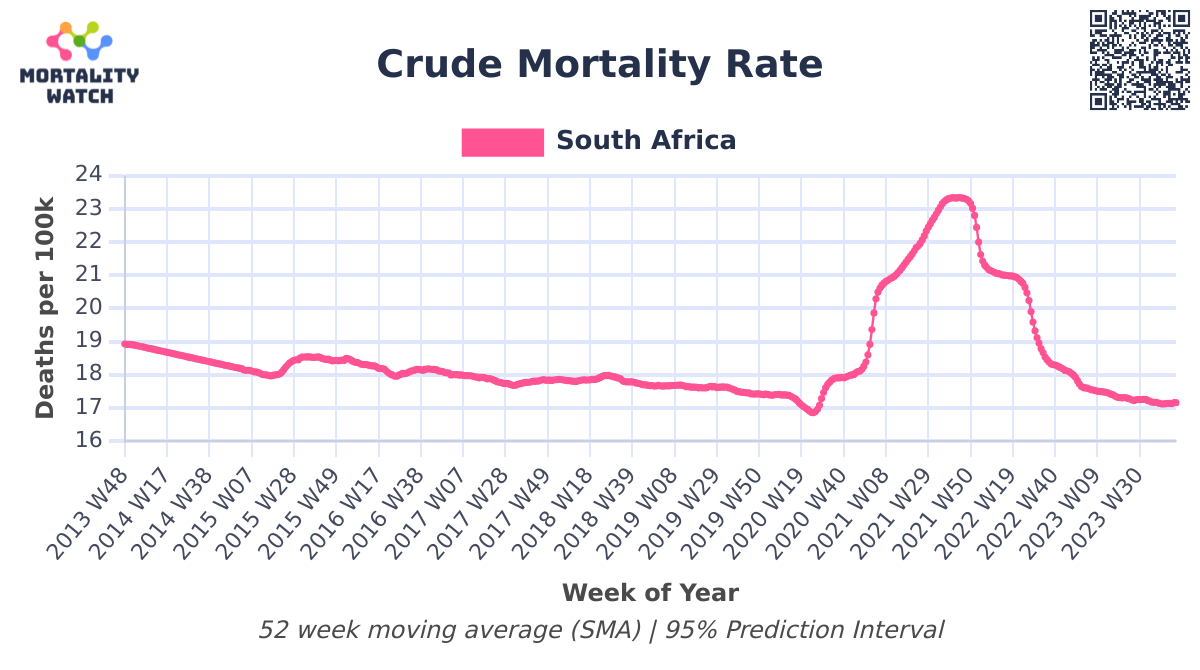 MORTALITY
WATCH
Crude Mortality Rate
South Africa
Deaths per 100k
24
23
22
21
20
19
18
17
16
2013 W48
2014 W17
2014 W38
2015 W07
2015 W28
2015 W49
2016 W17
2016 W38
2017 W07
2017 W28
2017 W49
2018 W18
2018 W39
2019 W08
2019 W29
2019 W50
2020 W19
2020 W40
2021 W08
2021 W29
2021 W50
2022 W19
2022 W40
2023 W09
2023 W30
Week of Year
52 week moving average (SMA) | 95% Prediction Interval